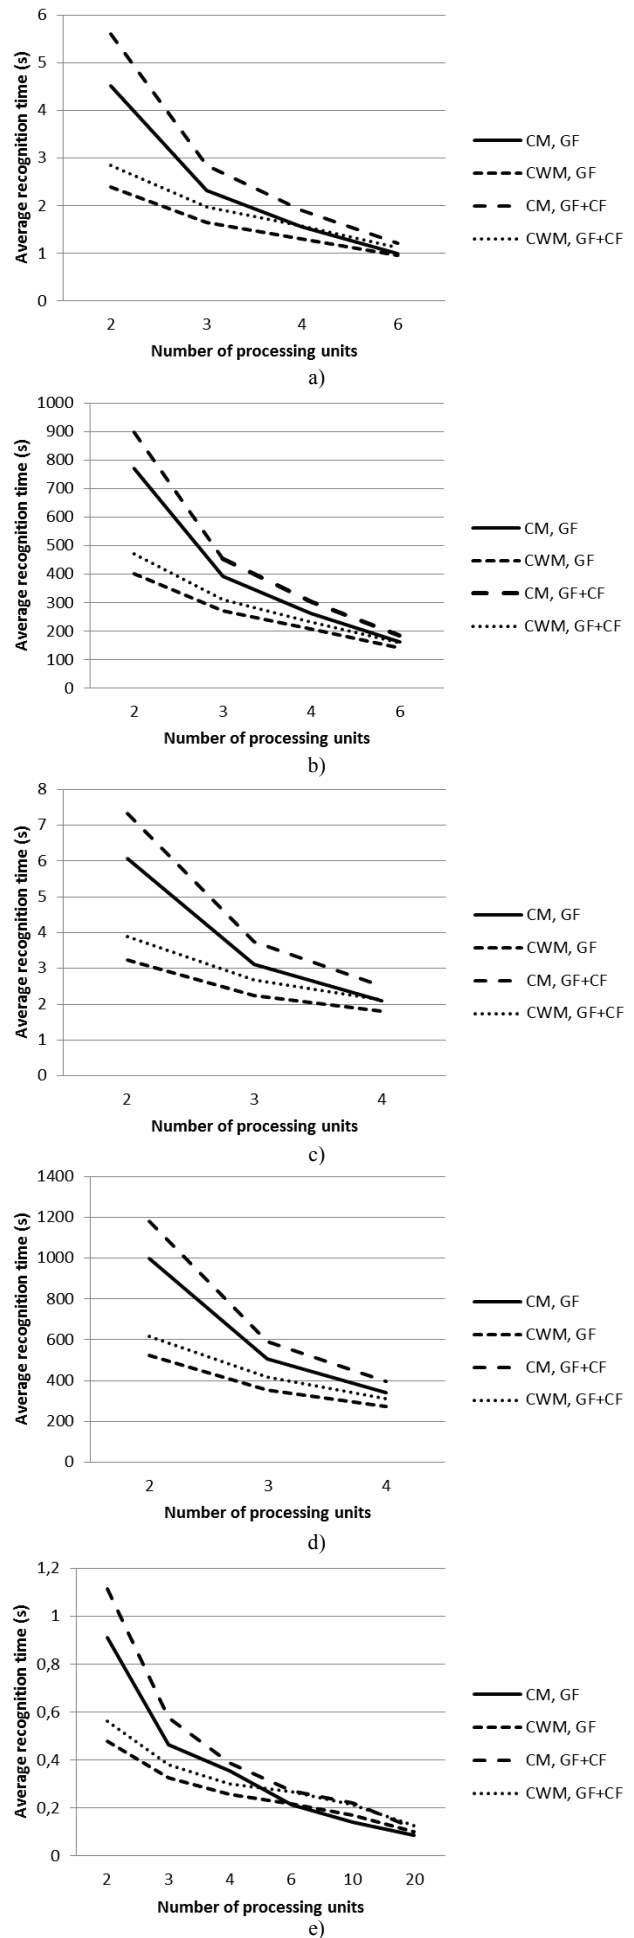 6
5
4
3
2
1
0
Average recognition time (s)
2 3 4 6
Number of processing units
CM, GF
CWM, GF
CM, GF+CF
CWM, GF+CF
a)
1000
900
800
700
600
500
400
300
200
100
0
Average recognition time (s)
2 3 4 6
Number of processing units
CM, GF
CWM, GF
CM, GF+CF
CWM, GF+CF
b)
8
7
6
5
4
3
2
1
0
Average recognition time (s)
2 3 4
Number of processing units
CM, GF
CWM, GF
CM, GF+CF
CWM, GF+CF
c)
1400
1200
1000
800
600
400
200
0
Average recognition time (s)
2 3 4
Number of processing units
CM, GF
CWM, GF
CM, GF+CF
CWM, GF+CF
d)
1,2
1
0,8
0,6
0,4
0,2
0
Average recognition time (s)
2 3 4 6 10 20
Number of processing units
CM, GF
CWM, GF
CM, GF+CF
CWM, GF+CF
e)